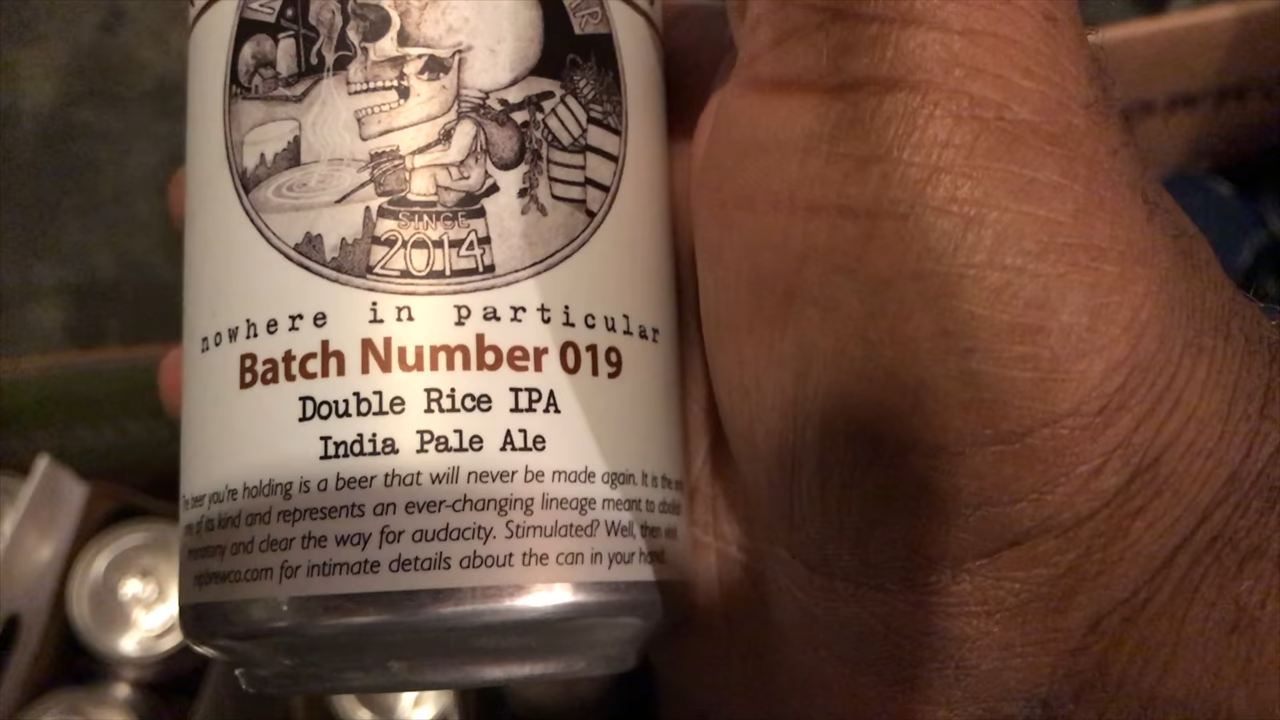 SINCE
2014
nowhere in particular
Batch Number 019
Double Rice IPA
India Pale Ale
beer you're holding is a beer that will never be made again. It is the
of its kind and represents an ever-changing lineage meant to
and clear the way for audacity. Stimulated? Well, then
for intimate details about the can in your hand.